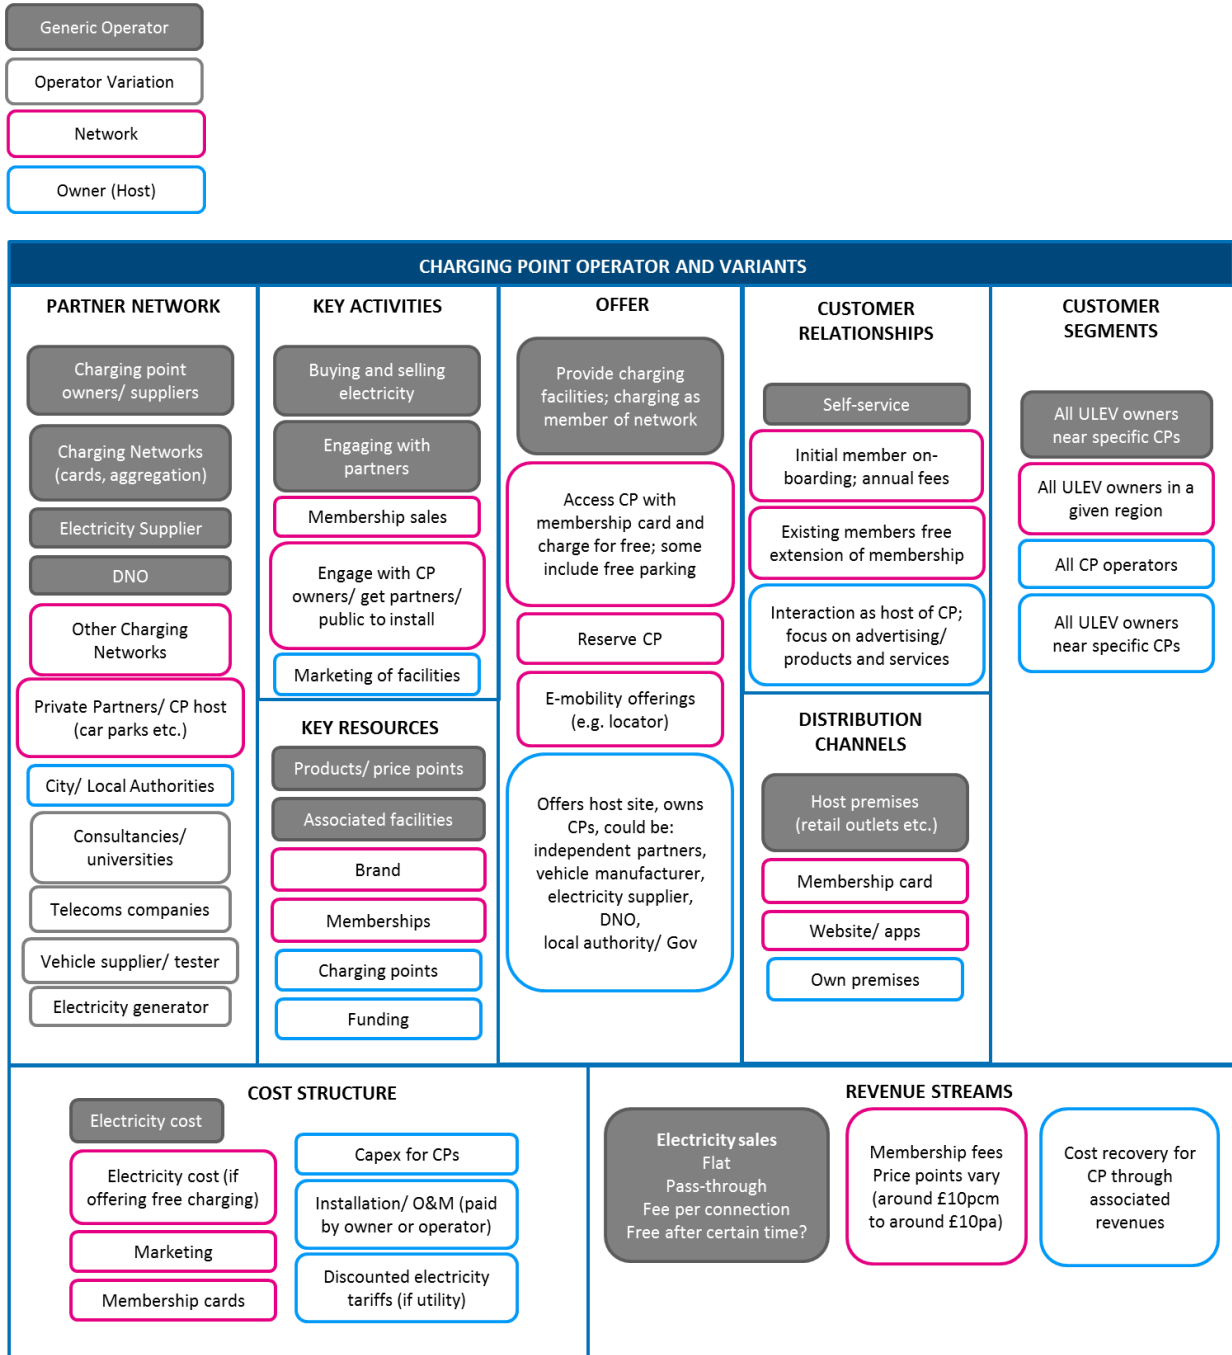 Generic Operator
Operator Variation
Network
Owner (Host)
CHARGING POINT OPERATOR AND VARIANTS
PARTNER NETWORK
Charging point
owners/ suppliers
Charging Networks
(cards, aggregation)
Electricity Supplier
DNO
Other Charging
Networks
Private Partners/ CP host
(car parks etc.)
City/ Local Authorities
Consultancies/
universities
Telecoms companies
Vehicle supplier/ tester
Electricity generator
KEY ACTIVITIES
Buying and selling
electricity
Engaging with
partners
Membership sales
Engage with CP
owners/ get partners/
public to install
Marketing of facilities
KEY RESOURCES
Products/ price points
Associated facilities
Brand
Memberships
Charging points
Funding
OFFER
Provide charging
facilities; charging as
member of network
Access CP with
membership card and
charge for free; some
include free parking
Reserve CP
E-mobility offerings
(e.g. locator)
Offers host site, owns
CPs, could be:
independent partners,
vehicle manufacturer,
electricity supplier,
DNO,
local authority/ Gov
CUSTOMER
RELATIONSHIPS
Self-service
Initial member on-
boarding; annual fees
Existing members free
extension of membership
Interaction as host of CP;
focus on advertising/
products and services
DISTRIBUTION
CHANNELS
Host premises
(retail outlets etc.)
Membership card
Website/ apps
Own premises
CUSTOMER
SEGMENTS
All ULEV owners
near specific CPs
All ULEV owners in a
given region
All CP operators
All ULEV owners
near specific CPs
COST STRUCTURE
Electricity cost
Electricity cost (if
offering free charging)
Marketing
Membership cards
Capex for CPs
Installation/ O&M (paid
by owner or operator)
Discounted electricity
tariffs (if utility)
REVENUE STREAMS
Electricity sales
Flat
Pass-through
Fee per connection
Free after certain time?
Membership fees
Price points vary
(around £10pcm
to around £10pa)
Cost recovery for
CP through
associated
revenues